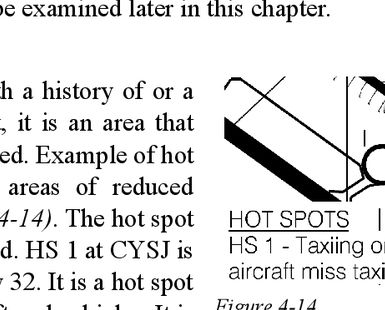 be examined later in this chapter.
th a history of or a
t, it is an area that
ed. Example of hot
areas of reduced
4-14). The hot spot
d. HS 1 at CYSJ is
32. It is a hot spot
HOT SPOTS |
HS 1 - Taxiing o
aircraft miss taxi
Figure 4-14